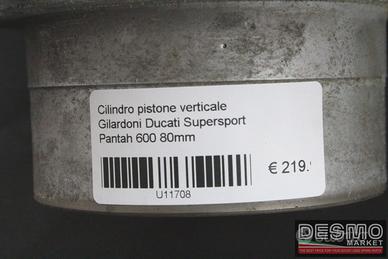 Cilindro pistone verticale
Gilardoni Ducati Supersport
Pantah 600 80mm
€ 219.
U11708
DESMO
MARKET